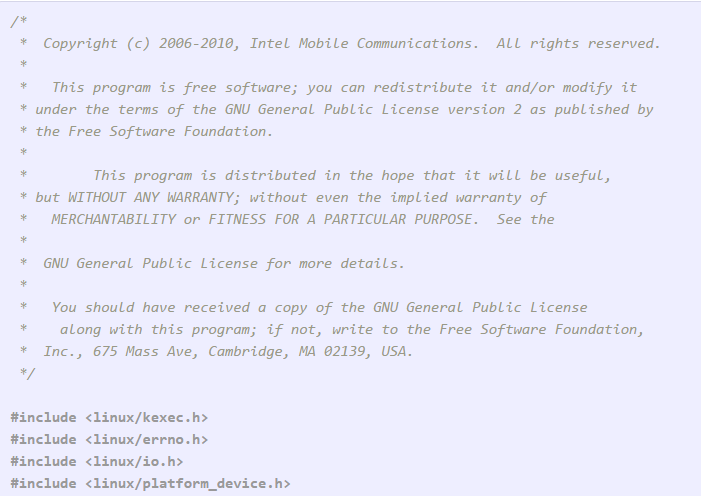 /*
 *  Copyright (c) 2006-2010, Intel Mobile Communications.  All rights reserved.
 *
 *   This program is free software; you can redistribute it and/or modify it
 * under the terms of the GNU General Public License version 2 as published by
 * the Free Software Foundation.
 *
 *        This program is distributed in the hope that it will be useful,
 * but WITHOUT ANY WARRANTY; without even the implied warranty of
 *   MERCHANTABILITY or FITNESS FOR A PARTICULAR PURPOSE.  See the
 *
 *  GNU General Public License for more details.
 *
 *   You should have received a copy of the GNU General Public License
 *    along with this program; if not, write to the Free Software Foundation,
 *  Inc., 675 Mass Ave, Cambridge, MA 02139, USA.
 */

#include <linux/kexec.h>
#include <linux/errno.h>
#include <linux/io.h>
#include <linux/platform_device.h>